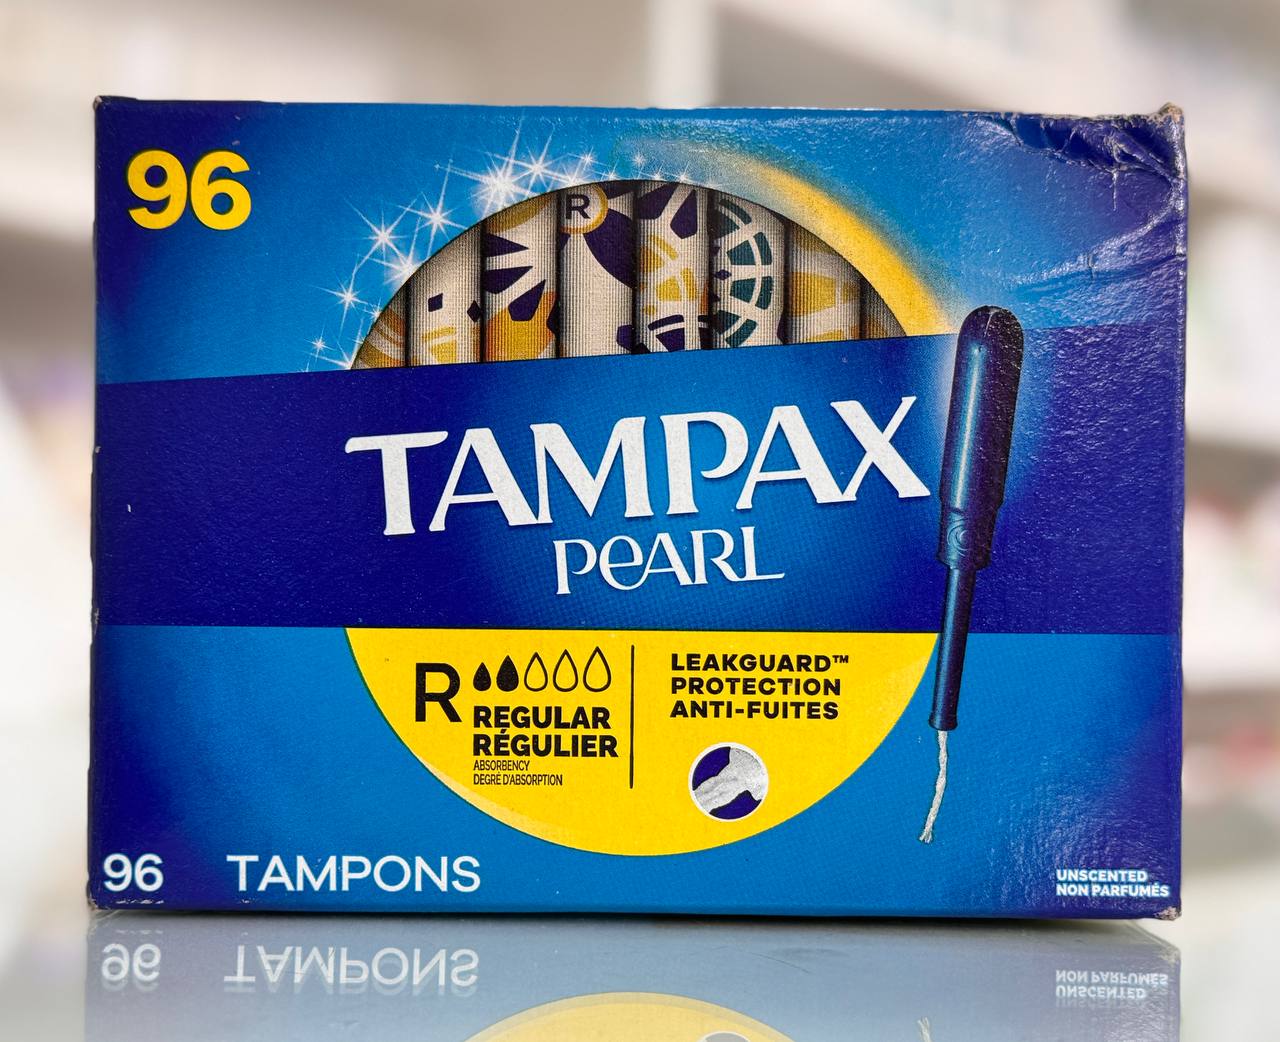 96
R
TAMPAX
PEARL
R
REGULAR
RÉGULIER
ABSORBENCY
DEGRÉ D'ABSORPTION
LEAKGUARD™
PROTECTION
ANTI-FUITES
96 TAMPONS
UNSCENTED
NON PARFUMÉS